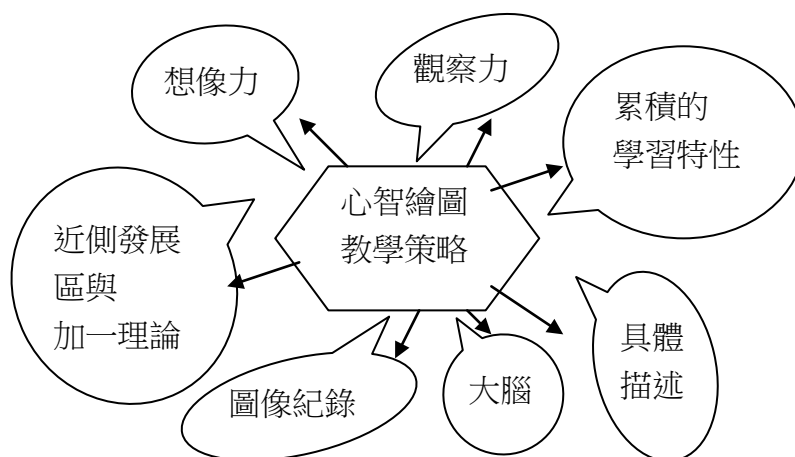 想像力
觀察力
累積的
學習特性
心智繪圖
教學策略
近側發展
區與
加一理論
具體
描述
圖像紀錄
大腦